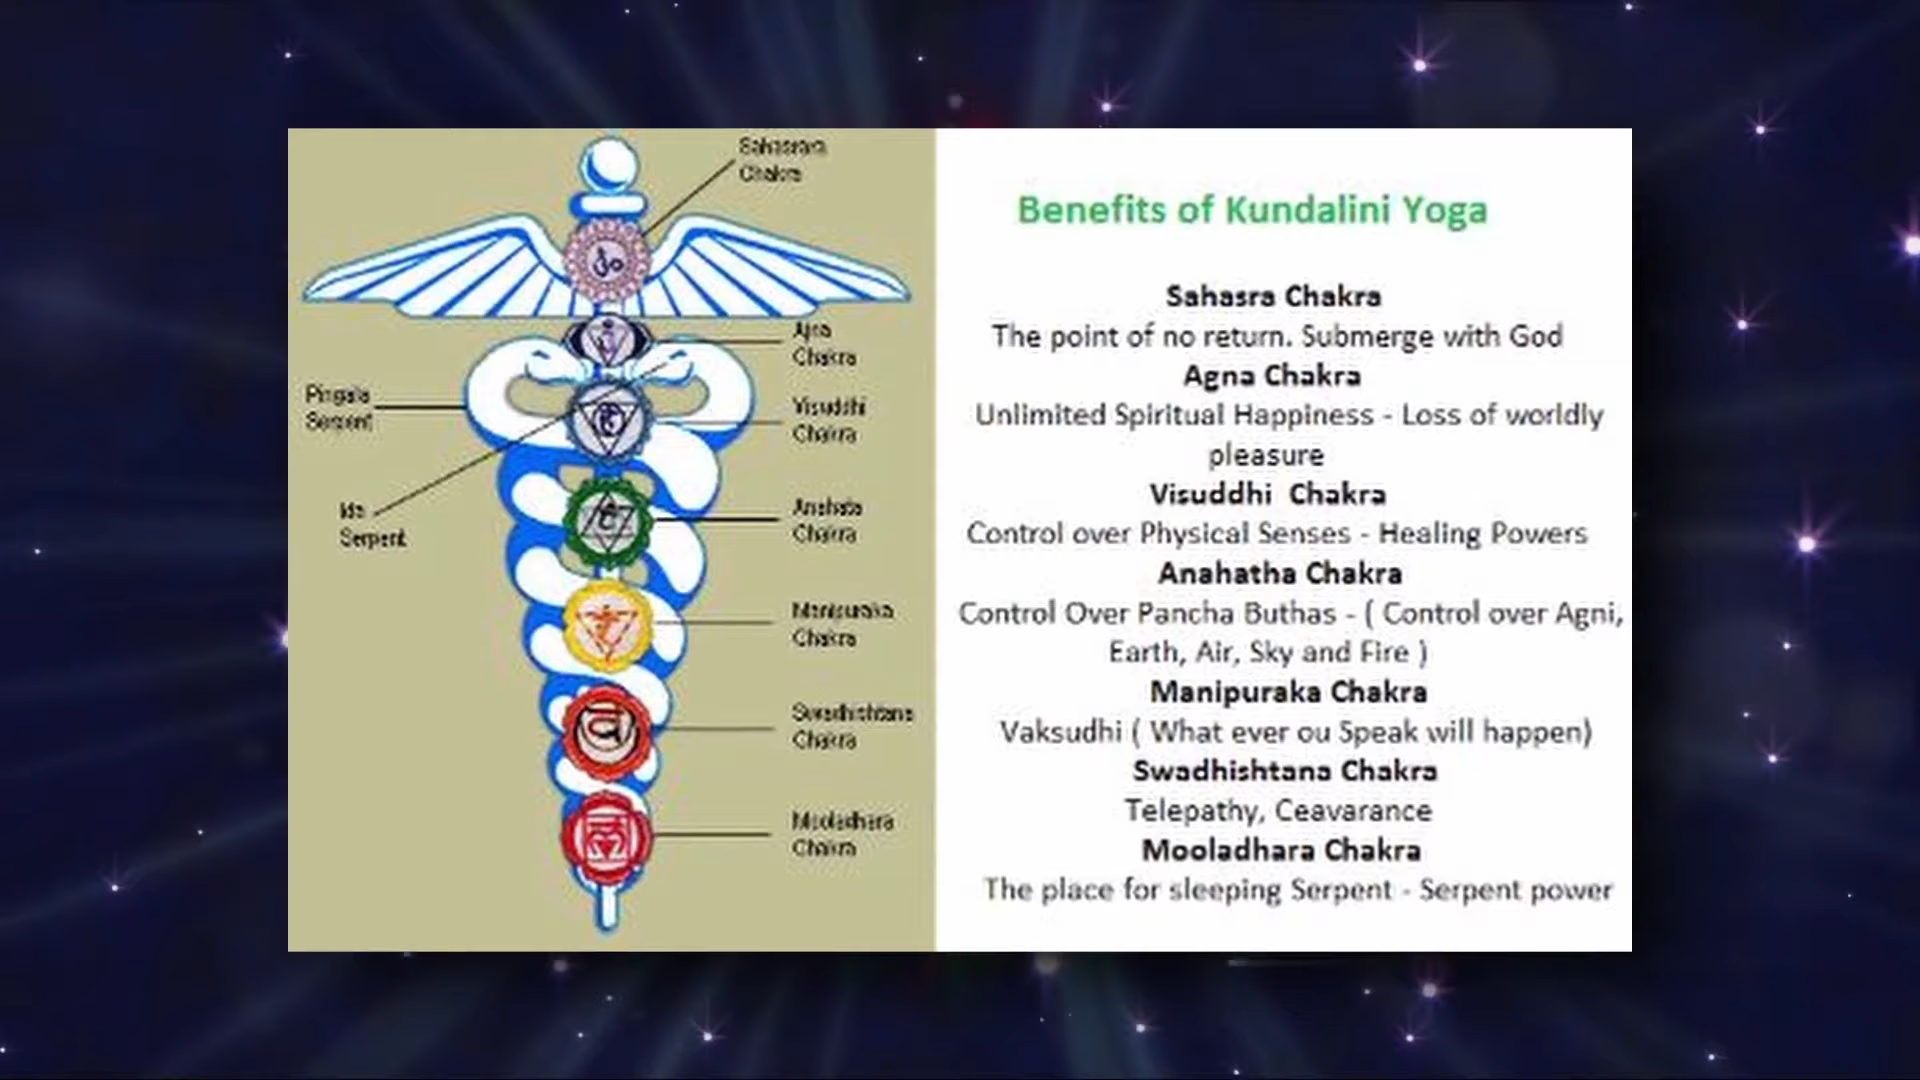 Sahasrara
Chakra
Ajna
Chakra
Pingala
Serpent
Visuddhi
Chakra
Ida
Serpent
Anahata
Chakra
Manipuraka
Chakra
Swadhishtana
Chakra
Mooladhara
Chakra
Benefits of Kundalini Yoga
Sahasra Chakra
The point of no return. Submerge with God
Agna Chakra
Unlimited Spiritual Happiness - Loss of worldly
pleasure
Visuddhi Chakra
Control over Physical Senses - Healing Powers
Anahatha Chakra
Control Over Pancha Buthas - ( Control over Agni,
Earth, Air, Sky and Fire )
Manipuraka Chakra
Vaksudhi ( What ever ou Speak will happen)
Swadhishtana Chakra
Telepathy, Ceavarance
Mooladhara Chakra
The place for sleeping Serpent - Serpent power